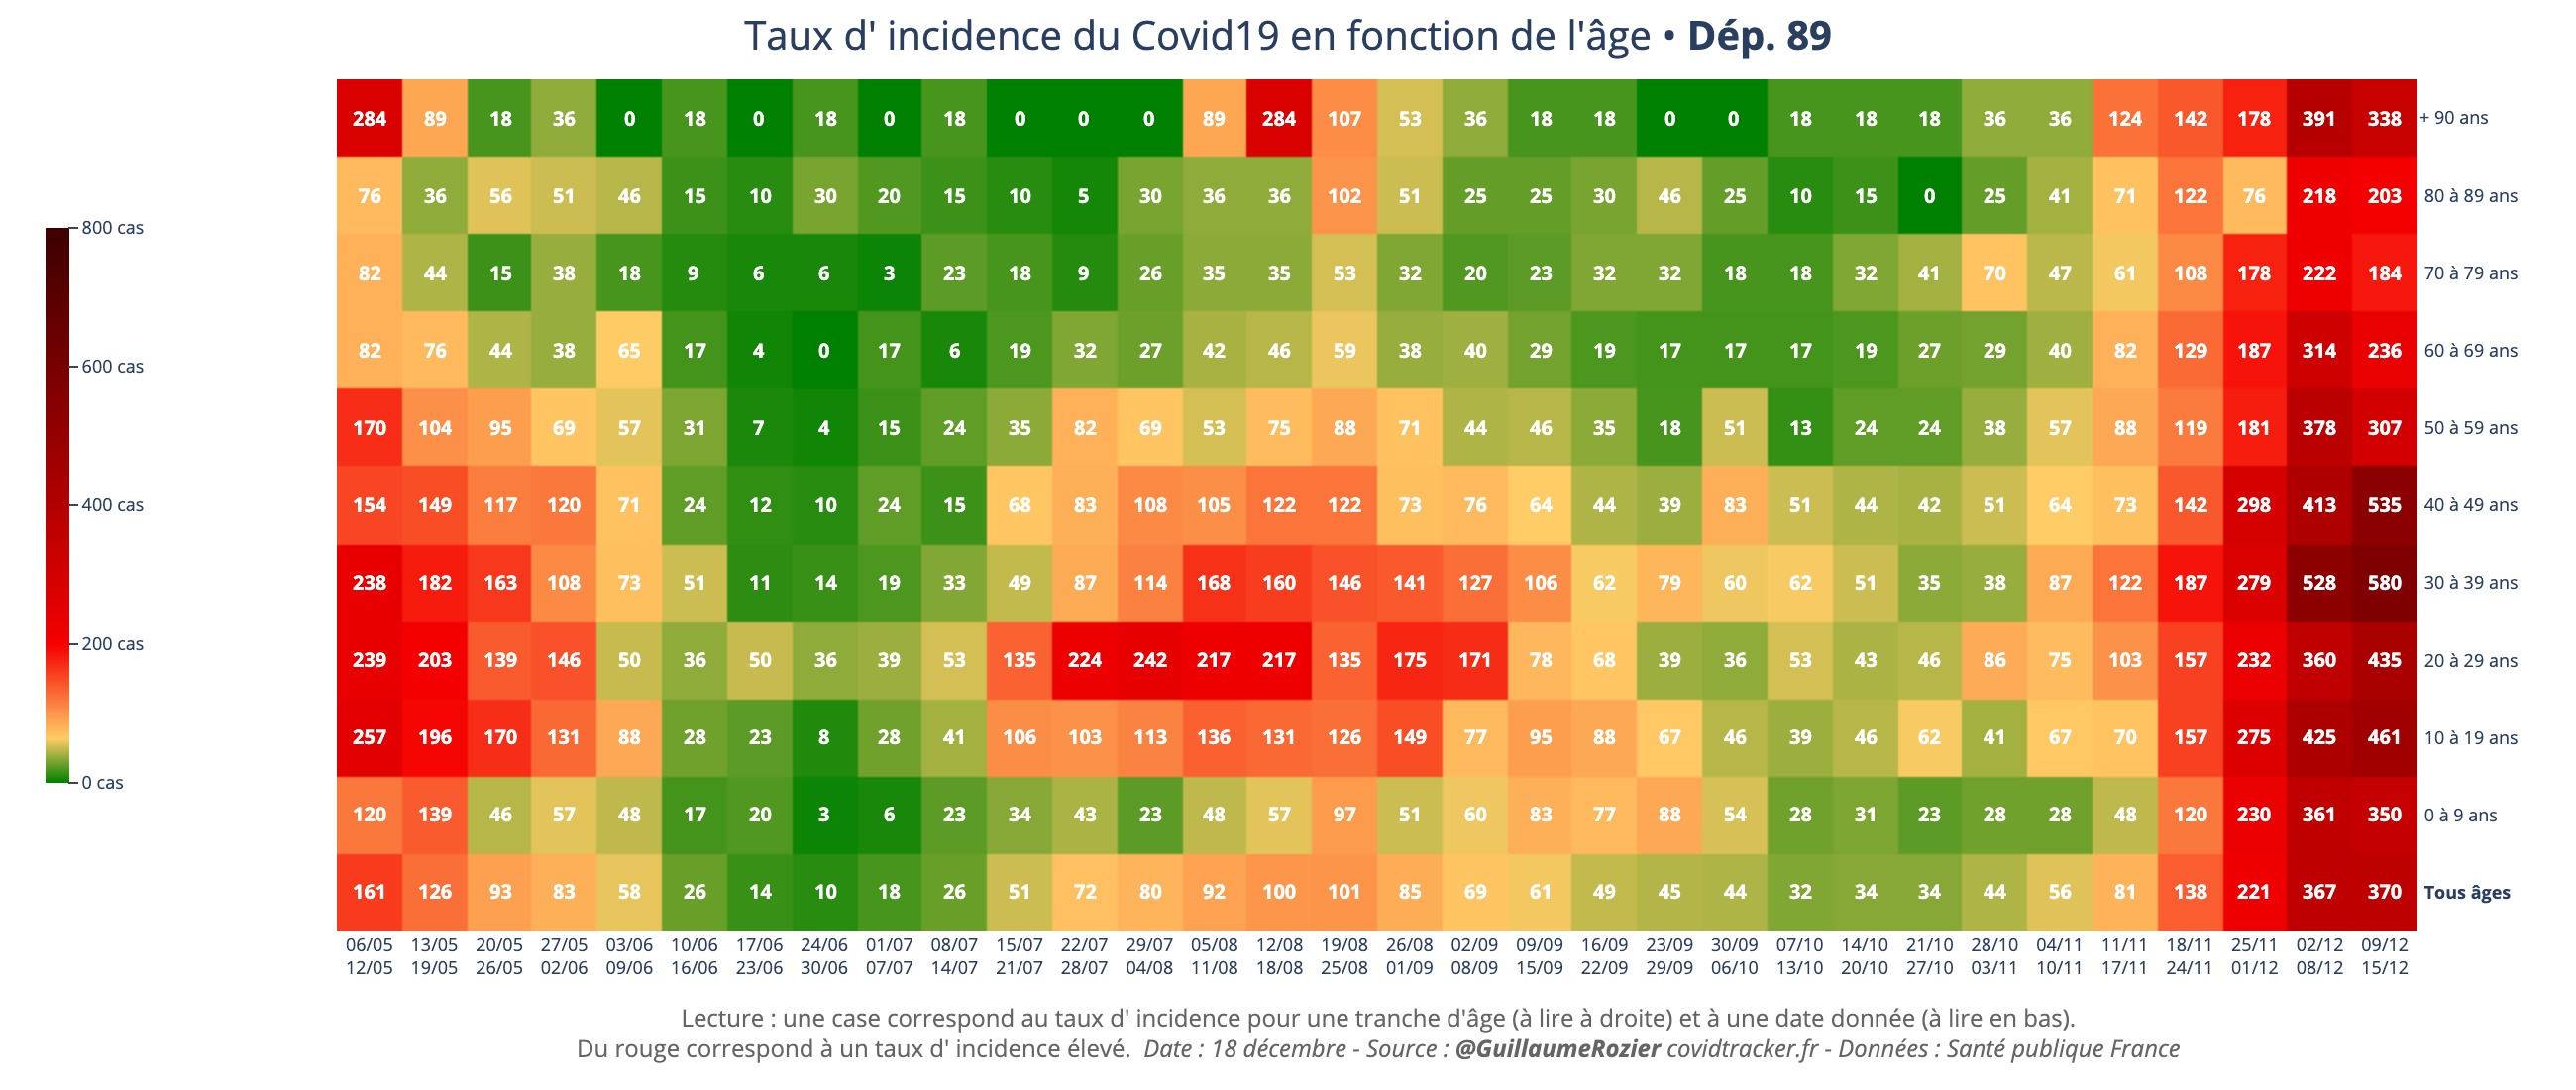 Taux d' incidence du Covid19 en fonction de l'âge • Dép. 89
284 89 18 36 0 18 0 18 0 18 0 0 0 89 284 107 53 36 18 18 0 0 18 18 18 36 36 124 142 178 391 338 + 90 ans
76 36 56 51 46 15 10 30 20 15 10 5 30 36 36 102 51 25 25 30 46 25 10 15 0 25 41 71 122 76 218 203 80 à 89 ans
82 44 15 38 18 9 6 6 3 23 18 9 26 35 35 53 32 20 23 32 32 18 18 32 41 70 47 61 108 178 222 184 70 à 79 ans
82 76 44 38 65 17 4 0 17 6 19 32 27 42 46 59 38 40 29 19 17 17 17 19 27 29 40 82 129 187 314 236 60 à 69 ans
170 104 95 69 57 31 7 4 15 24 35 82 69 53 75 88 71 44 46 35 18 51 13 24 24 38 57 88 119 181 378 307 50 à 59 ans
154 149 117 120 71 24 12 10 24 15 68 83 108 105 122 122 73 76 64 44 39 83 51 44 42 51 64 73 142 298 413 535 40 à 49 ans
238 182 163 108 73 51 11 14 19 33 49 87 114 168 160 146 141 127 106 62 79 60 62 51 35 38 87 122 187 279 528 580 30 à 39 ans
239 203 139 146 50 36 50 36 39 53 135 224 242 217 217 135 175 171 78 68 39 36 53 43 46 86 75 103 157 232 360 435 20 à 29 ans
257 196 170 131 88 28 23 8 28 41 106 103 113 136 131 126 149 77 95 88 67 46 39 46 62 41 67 70 157 275 425 461 10 à 19 ans
120 139 46 57 48 17 20 3 6 23 34 43 23 48 57 97 51 60 83 77 88 54 28 31 23 28 28 48 120 230 361 350 0 à 9 ans
161 126 93 83 58 26 14 10 18 26 51 72 80 92 100 101 85 69 61 49 45 44 32 34 34 44 56 81 138 221 367 370 Tous âges
06/05 13/05 20/05 27/05 03/06 10/06 17/06 24/06 01/07 08/07 15/07 22/07 29/07 05/08 12/08 19/08 26/08 02/09 09/09 16/09 23/09 30/09 07/10 14/10 21/10 28/10 04/11 11/11 18/11 25/11 02/12 09/12
12/05 19/05 26/05 02/06 09/06 16/06 23/06 30/06 07/07 14/07 21/07 28/07 04/08 11/08 18/08 25/08 01/09 08/09 15/09 22/09 29/09 06/10 13/10 20/10 27/10 03/11 10/11 17/11 24/11 01/12 08/12 15/12
800 cas
600 cas
400 cas
200 cas
0 cas
Lecture : une case correspond au taux d' incidence pour une tranche d'âge (à lire à droite) et à une date donnée (à lire en bas).
Du rouge correspond à un taux d' incidence élevé. Date : 18 décembre - Source : @GuillaumeRozier covidtracker.fr - Données : Santé publique France